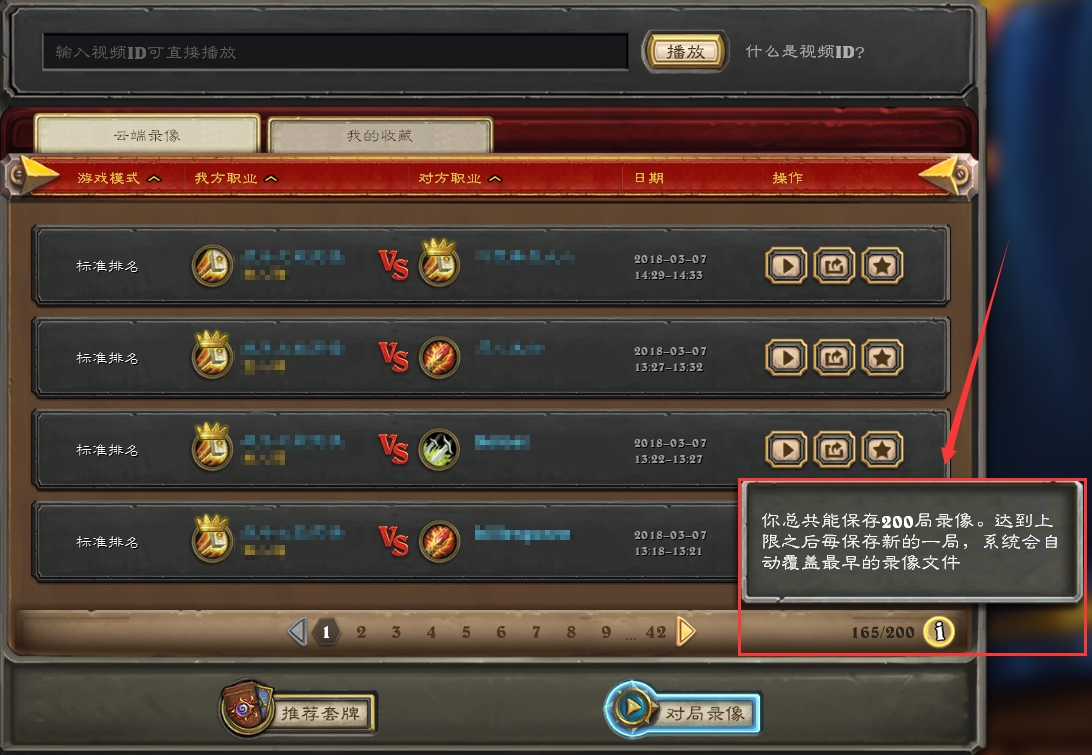 输入视频ID可直接播放
播放
什么是视频ID?
云端录像
我的收藏
游戏模式 我方职业 对方职业 日期 操作
标准排名
VS
2018-03-07
14:29-14:33
标准排名
VS
2018-03-07
13:27-13:32
标准排名
VS
2018-03-07
13:22-13:27
标准排名
VS
2018-03-07
13:18-13:21
你总共能保存200局录像。达到上
限之后每保存新的一局，系统会自
动覆盖最早的录像文件
1 2 3 4 5 6 7 8 9 ... 42
165/200
推荐套牌
对局录像